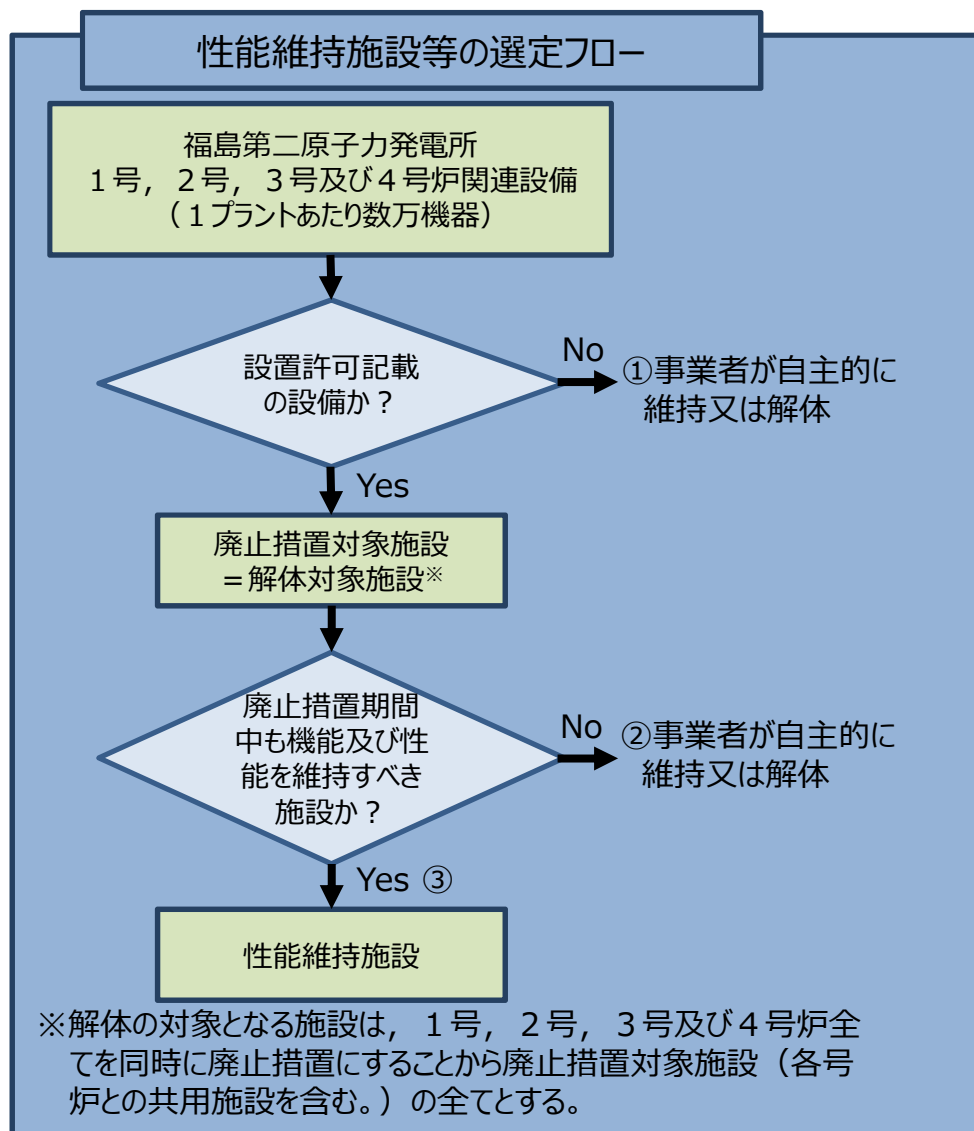 性能維持施設等の選定フロー
福島第二原子力発電所
１号，２号，３号及び４号炉関連設備
（１プラントあたり数万機器）
設置許可記載
の設備か？
No
①事業者が自主的に
維持又は解体
Yes
廃止措置対象施設
＝解体対象施設※
廃止措置期間
中も機能及び性
能を維持すべき
施設か？
No
②事業者が自主的に
維持又は解体
Yes ③
性能維持施設
※解体の対象となる施設は，１号，２号，３号及び４号炉全
てを同時に廃止措置にすることから廃止措置対象施設（各号
炉との共用施設を含む。）の全てとする。